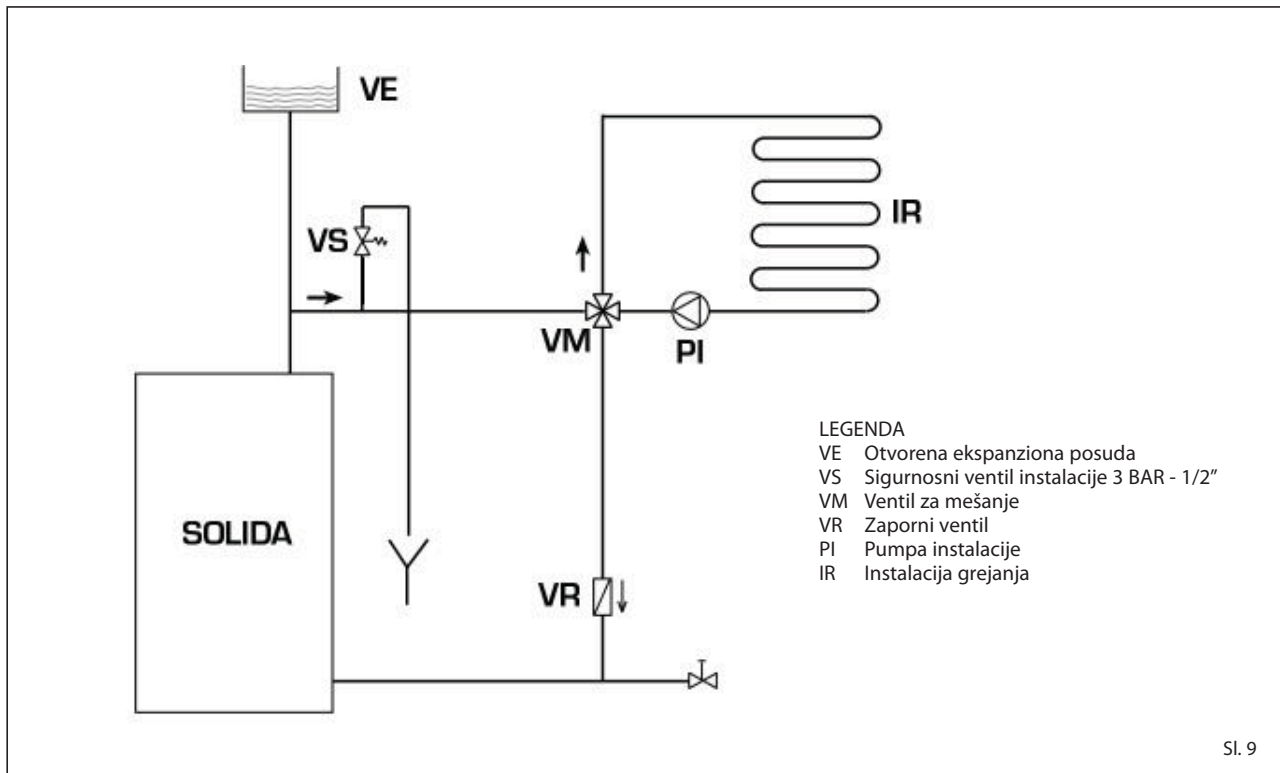 VE
VS
IR
VM
PI
SOLIDA
VR
LEGENDA
VE Otvorena ekspanziona posuda
VS Sigurnosni ventil instalacije 3 BAR - 1/2”
VM Ventil za mešanje
VR Zaporni ventil
PI Pumpa instalacije
IR Instalacija grejanja
Sl. 9